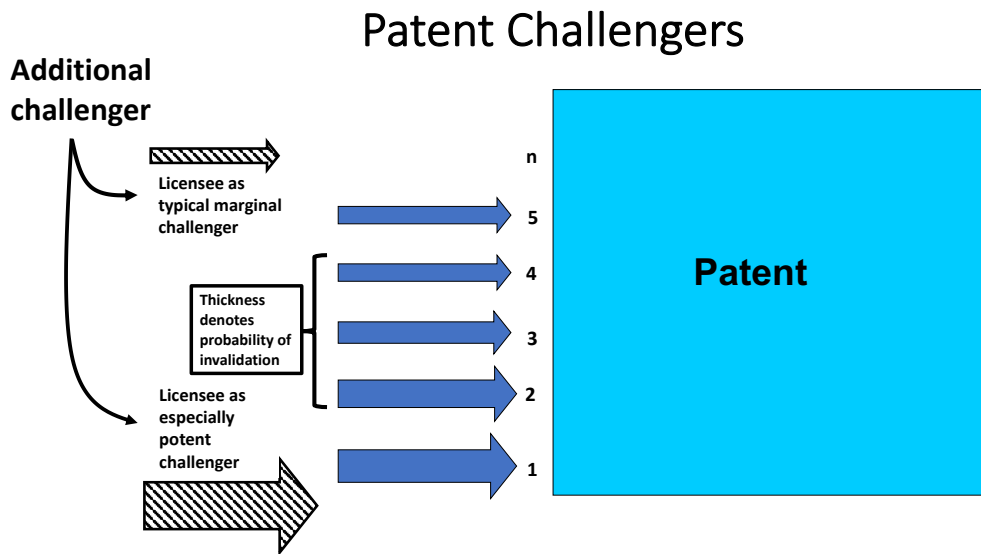 Patent Challengers
Additional
challenger
Licensee as
typical marginal
challenger
Thickness
denotes
probability of
invalidation
Licensee as
especially
potent
challenger
n
5
4
3
2
1
Patent